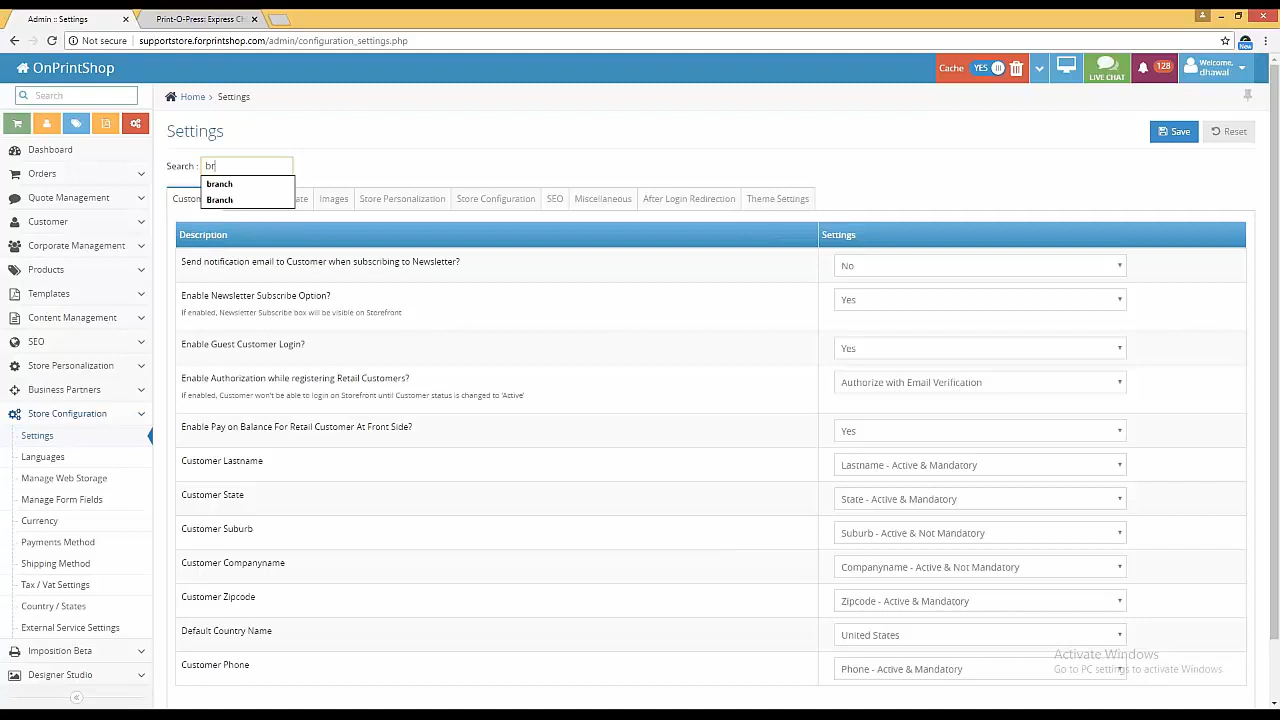 Admin :: Settings
Print-O-Press: Express Ch
Not secure
supportstore.forprintshop.com/admin/configuration_settings.php
New
OnPrintShop
Cache YES
LIVE CHAT
128
Welcome,
dhawal
Search
Home > Settings
Settings
Save
Reset
Search :
br
branch
Branch
Custom
ate
Images
Store Personalization
Store Configuration
SEO
Miscellaneous
After Login Redirection
Theme Settings
Dashboard
Orders
Quote Management
Customer
Corporate Management
Products
Templates
Content Management
SEO
Store Personalization
Business Partners
Store Configuration
Settings
Languages
Manage Web Storage
Manage Form Fields
Currency
Payments Method
Shipping Method
Tax / Vat Settings
Country / States
External Service Settings
Imposition Beta
Designer Studio
Description
Settings
Send notification email to Customer when subscribing to Newsletter?
No
Enable Newsletter Subscribe Option?
If enabled, Newsletter Subscribe box will be visible on Storefront
Yes
Enable Guest Customer Login?
Yes
Enable Authorization while registering Retail Customers?
If enabled, Customer won't be able to login on Storefront until Customer status is changed to 'Active'
Authorize with Email Verification
Enable Pay on Balance For Retail Customer At Front Side?
Yes
Customer Lastname
Lastname - Active & Mandatory
Customer State
State - Active & Mandatory
Customer Suburb
Suburb - Active & Not Mandatory
Customer Companyname
Companyname - Active & Not Mandatory
Customer Zipcode
Zipcode - Active & Mandatory
Default Country Name
United States
Customer Phone
Phone - Active & Mandatory
Activate Windows
Go to PC settings to activate Windows.